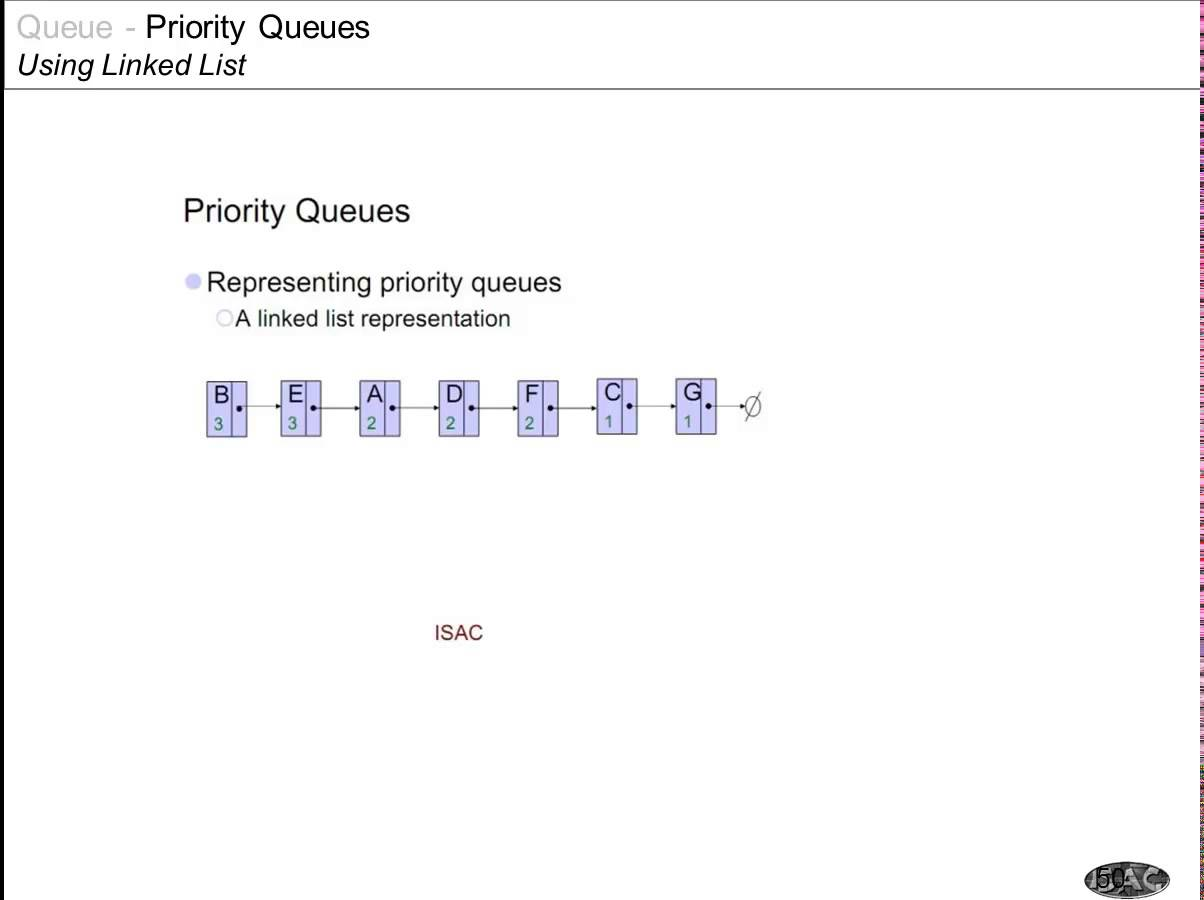 Queue - Priority Queues
Using Linked List
Priority Queues
Representing priority queues
A linked list representation
B E A D F C G
3 3 2 2 2 1 1
ISAC
50